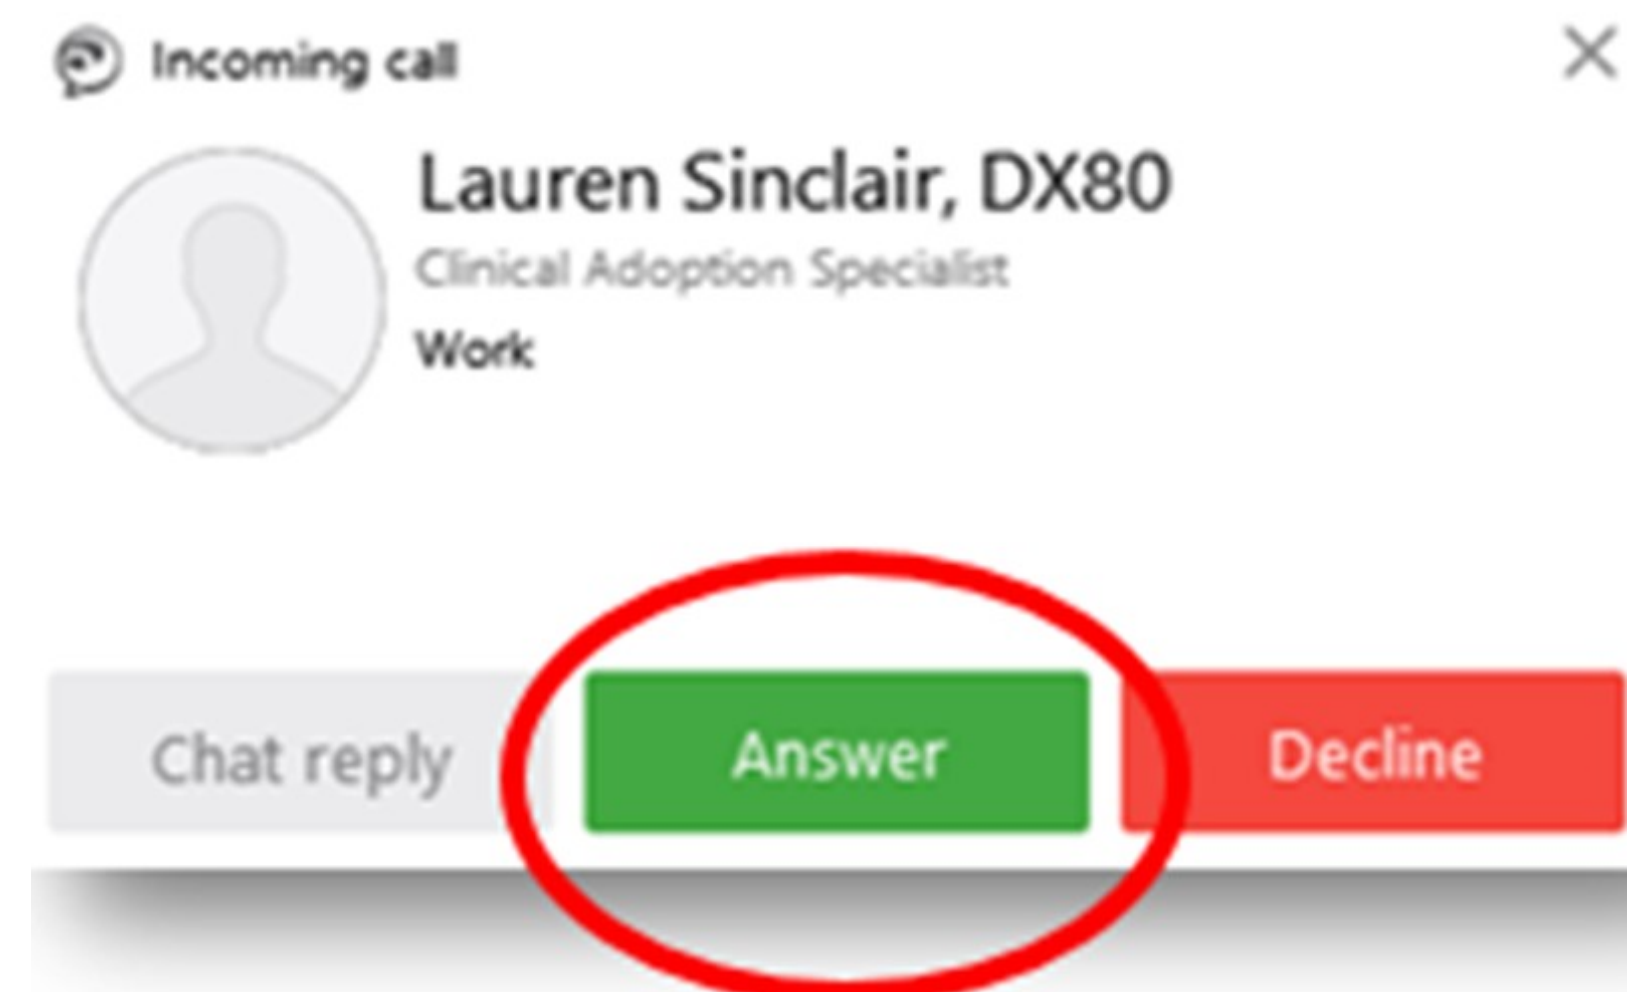 Incoming call
Lauren Sinclair, DX80
Clinical Adoption Specialist
Work
Chat reply
Answer
Decline